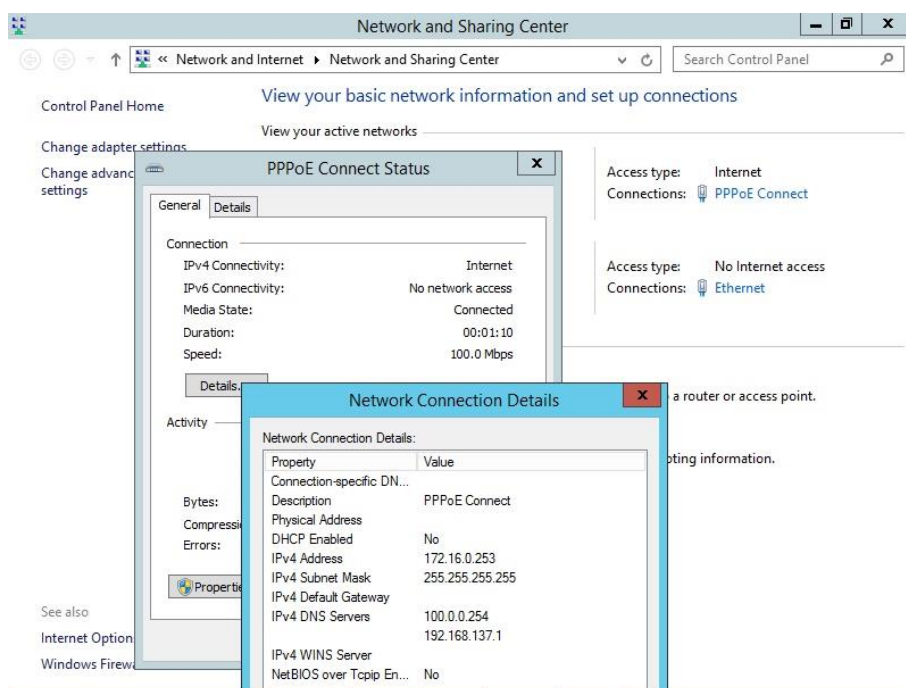 Network and Sharing Center
« Network and Internet ▸ Network and Sharing Center
Search Control Panel
Control Panel Home
Change adapter settings
Change advanc
settings
See also
Internet Option
Windows Firewa
View your basic network information and set up connections
View your active networks
Access type: Internet
Connections: PPPoE Connect
Access type: No Internet access
Connections: Ethernet
a router or access point.
oting information.
PPPoE Connect Status
General Details
Connection
IPv4 Connectivity: Internet
IPv6 Connectivity: No network access
Media State: Connected
Duration: 00:01:10
Speed: 100.0 Mbps
Details.
Activity
Bytes:
Compressi
Errors:
Propertie
Network Connection Details
Network Connection Details:
Property Value
Connection-specific DN...
Description PPPoE Connect
Physical Address
DHCP Enabled No
IPv4 Address 172.16.0.253
IPv4 Subnet Mask 255.255.255.255
IPv4 Default Gateway
IPv4 DNS Servers 100.0.0.254
192.168.137.1
IPv4 WINS Server
NetBIOS over Tcpip En... No